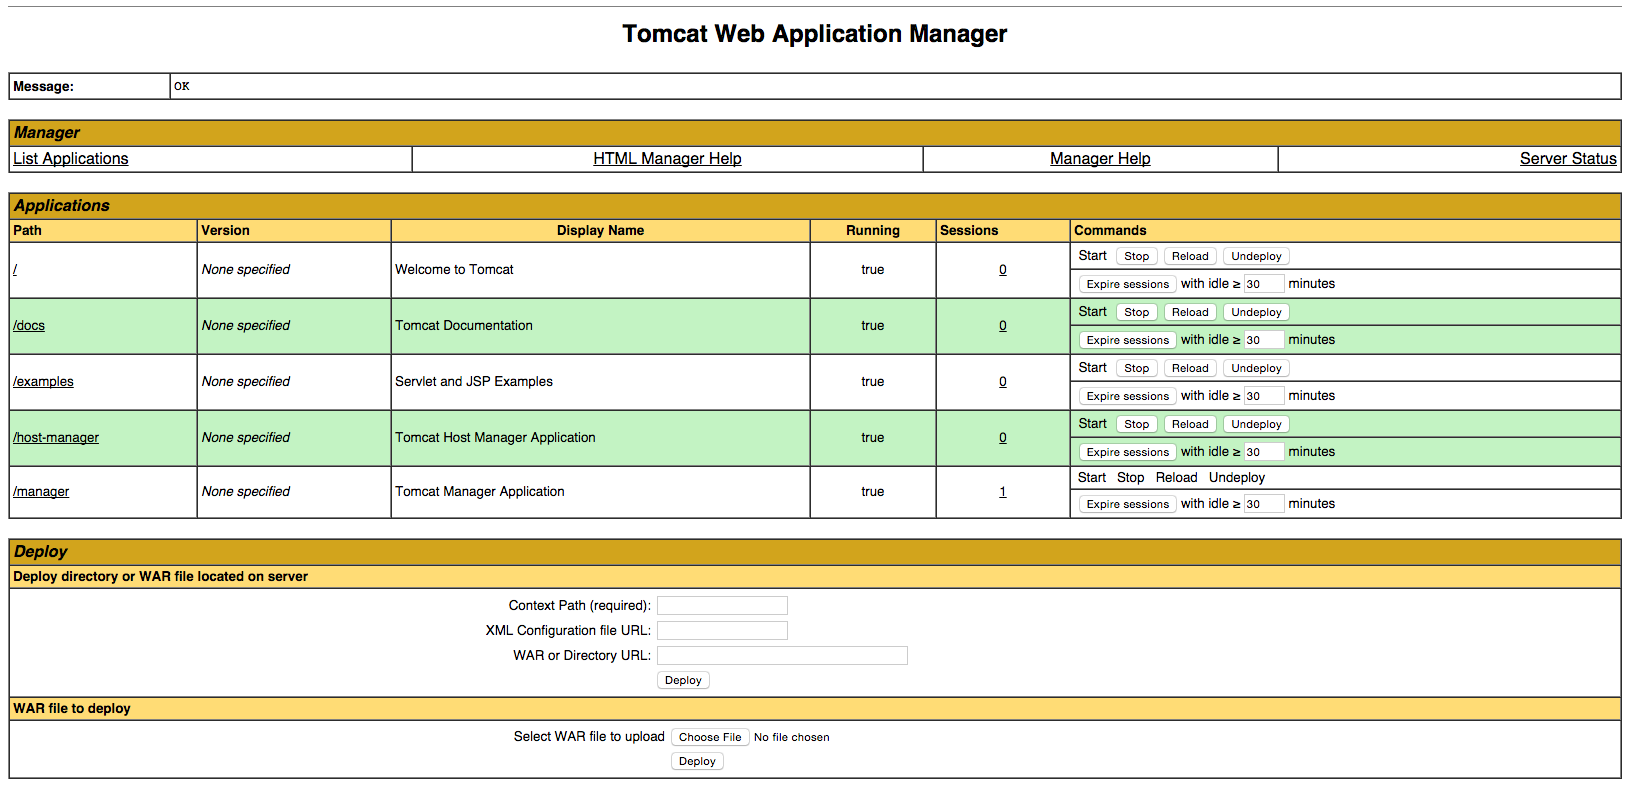 Tomcat Web Application Manager
Message: OK
Manager
List Applications HTML Manager Help Manager Help Server Status
Applications
Path Version Display Name Running Sessions Commands
/ None specified Welcome to Tomcat true 0 Start Stop Reload Undeploy
Expire sessions with idle ≥ 30 minutes
/docs None specified Tomcat Documentation true 0 Start Stop Reload Undeploy
Expire sessions with idle ≥ 30 minutes
/examples None specified Servlet and JSP Examples true 0 Start Stop Reload Undeploy
Expire sessions with idle ≥ 30 minutes
/host-manager None specified Tomcat Host Manager Application true 0 Start Stop Reload Undeploy
Expire sessions with idle ≥ 30 minutes
/manager None specified Tomcat Manager Application true 1 Start Stop Reload Undeploy
Expire sessions with idle ≥ 30 minutes
Deploy
Deploy directory or WAR file located on server
Context Path (required):
XML Configuration file URL:
WAR or Directory URL:
Deploy
WAR file to deploy
Select WAR file to upload Choose File No file chosen
Deploy